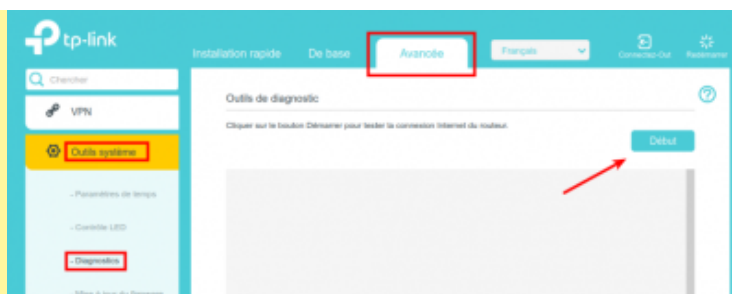 tp-link
Installation rapide De base Avancée Français Connectez-Out Redémarrer
Chercher
VPN
Outils système
- Paramètres de temps
- Contrôle LED
- Diagnostics
Outils de diagnostic
Cliquer sur le bouton Démarrer pour tester la connexion Internet du routeur.
Début